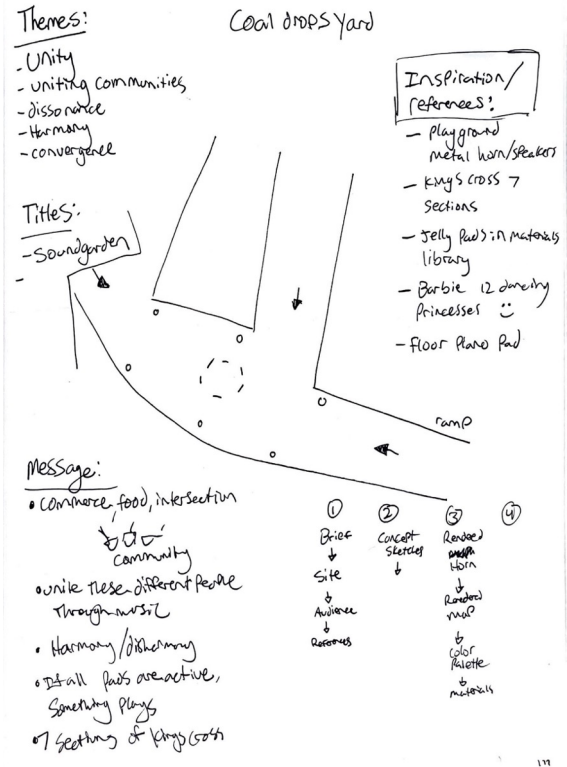 Coal drops Yard
Themes:
- Unity
- uniting communities
- dissonance
- Harmony
- convergence
Titles:
- Soundgarden
-
Inspiration/
references:
- Playground
metal horn/speakers
- Kings cross 7
Sections
- Jelly Pads in materials
library
- Barbie 12 dancing
Princesses
- floor Piano Pad
ramp
Message:
• commerce, food, intersection
community
• unite these different people
through music
• Harmony/disharmony
• If all pads are active,
Something plays
• 7 Secthing of Kings Cross
①
Brief
Site
Audience
References
②
Concept
Sketches
③
Rendered
Horn
Rendered
map
Color
Palette
materials
④